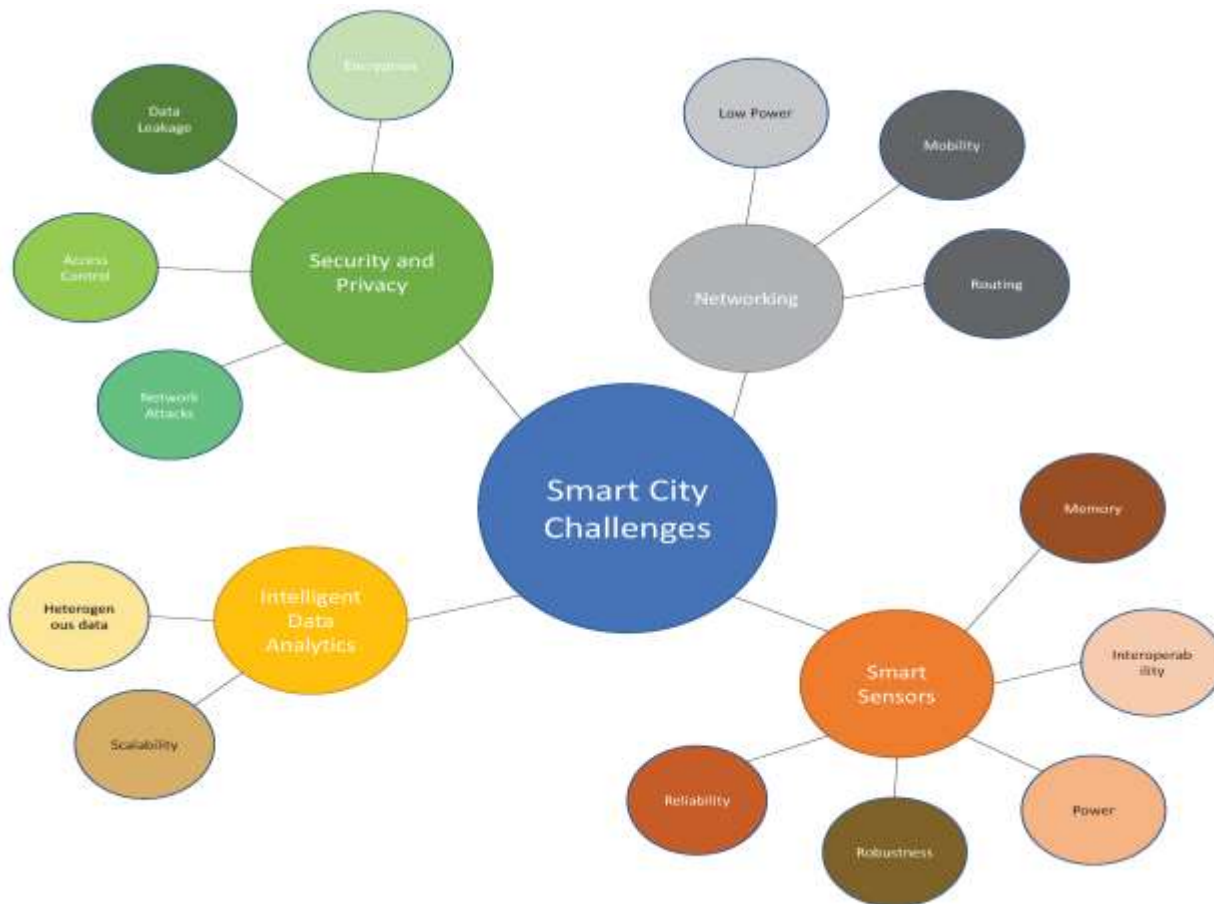 Encryption
Data
Leakage
Access
Control
Network
Attacks
Security and
Privacy
Low Power
Mobility
Routing
Networking
Smart City
Challenges
Heterogen
ous data
Scalability
Intelligent
Data
Analytics
Smart
Sensors
Memory
Interoperab
ility
Power
Robustness
Reliability